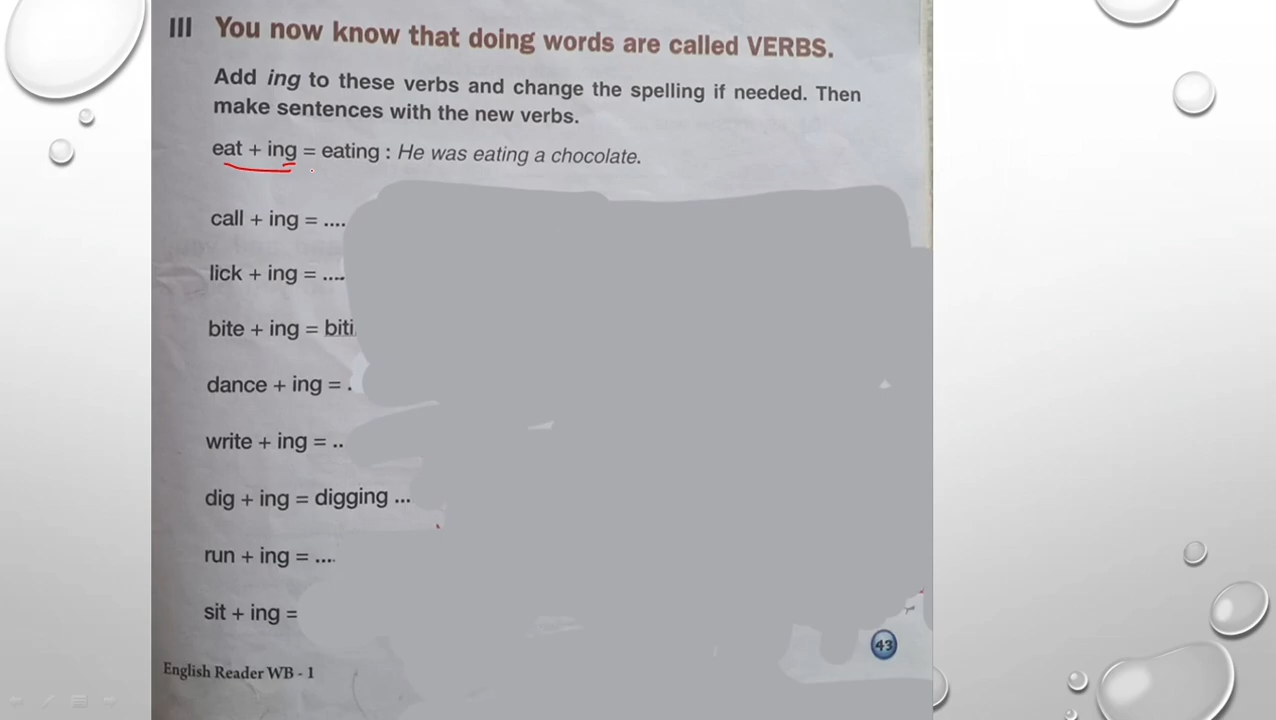 III You now know that doing words are called VERBS.
Add ing to these verbs and change the spelling if needed. Then
make sentences with the new verbs.
eat + ing = eating : He was eating a chocolate.
call + ing = ....
lick + ing = ....
bite + ing = biti
dance + ing = .
write + ing = ..
dig + ing = digging ...
run + ing = ....
sit + ing =
43
English Reader WB - 1